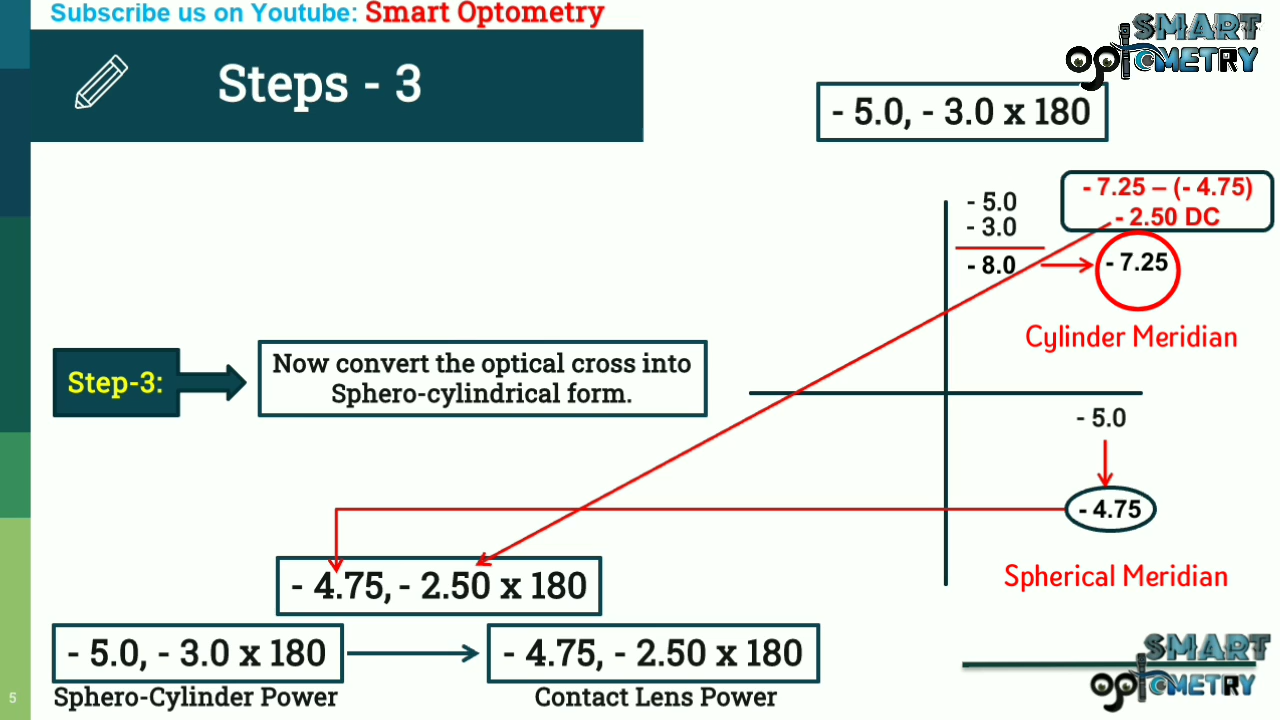 Subscribe us on Youtube: Smart Optometry
SMART
OptOMETRY
Steps - 3
- 5.0, - 3.0 x 180
- 7.25 – (- 4.75)
- 2.50 DC
- 5.0
- 3.0
- 8.0
- 7.25
Cylinder Meridian
Step-3:
Now convert the optical cross into
Sphero-cylindrical form.
- 5.0
- 4.75
Spherical Meridian
- 4.75, - 2.50 x 180
- 5.0, - 3.0 x 180
- 4.75, - 2.50 x 180
Sphero-Cylinder Power
Contact Lens Power
SMART
OptOMETRY
5